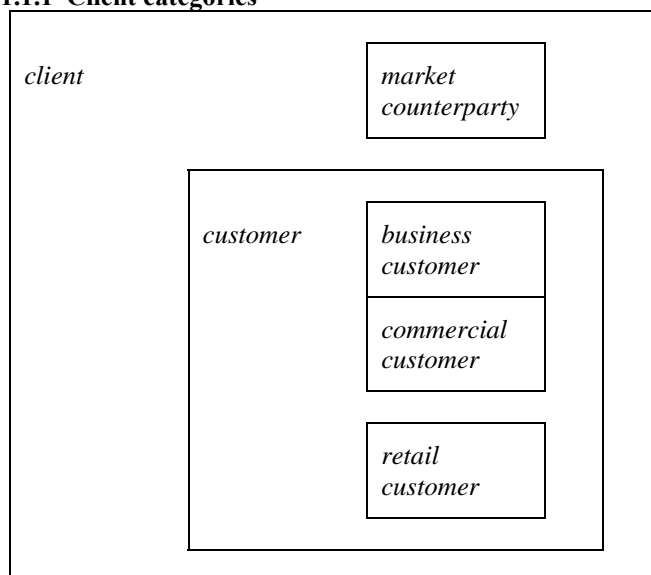 1.1.1 Client categories
client
market
counterparty
customer
business
customer
commercial
customer
retail
customer